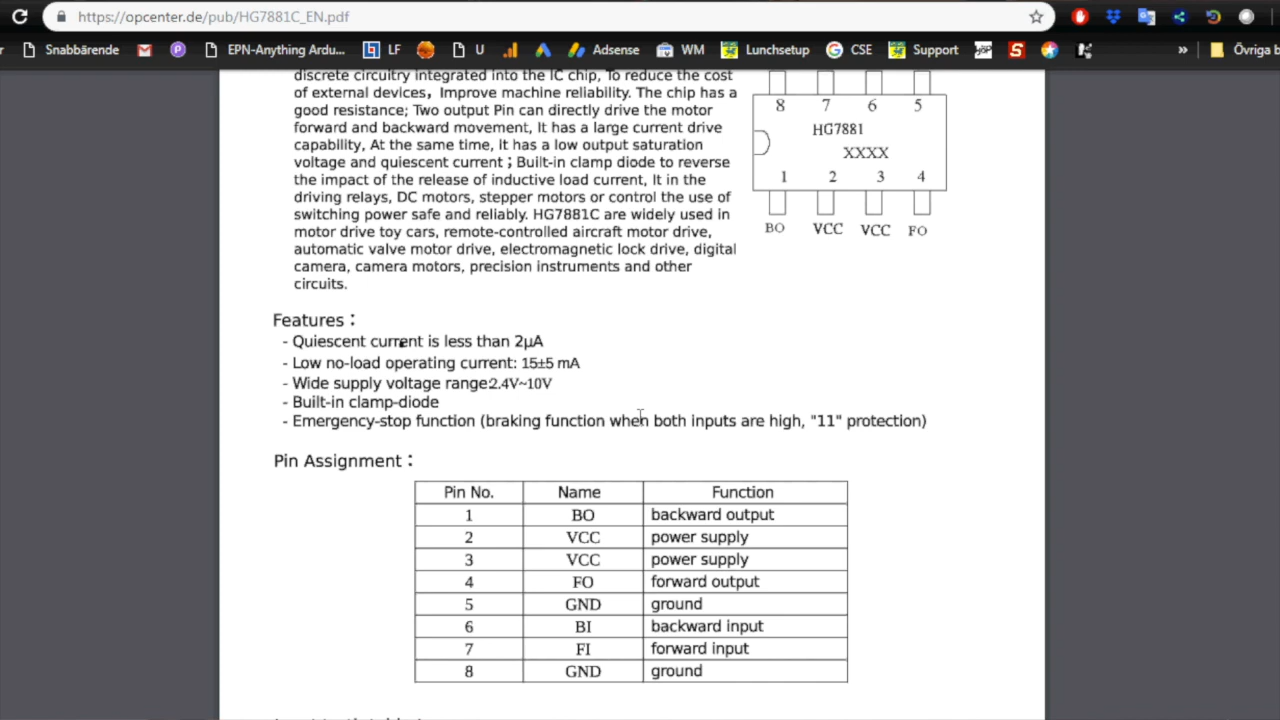 https://opcenter.de/pub/HG7881C_EN.pdf
Snabbärende
EPN-Anything Ardu...
LF
U
Adsense
WM
Lunchsetup
CSE
Support
»
Övriga b
discrete circuitry integrated into the IC chip, To reduce the cost
of external devices, Improve machine reliability. The chip has a
good resistance; Two output Pin can directly drive the motor
forward and backward movement, It has a large current drive
capability, At the same time, it has a low output saturation
voltage and quiescent current ; Built-in clamp diode to reverse
the impact of the release of inductive load current, It in the
driving relays, DC motors, stepper motors or control the use of
switching power safe and reliably. HG7881C are widely used in
motor drive toy cars, remote-controlled aircraft motor drive,
automatic valve motor drive, electromagnetic lock drive, digital
camera, camera motors, precision instruments and other
circuits.
8 7 6 5
HG7881
XXXX
1 2 3 4
BO VCC VCC FO
Features :
- Quiescent current is less than 2μA
- Low no-load operating current: 15±5 mA
- Wide supply voltage range:2.4V~10V
- Built-in clamp-diode
- Emergency-stop function (braking function when both inputs are high, "11" protection)
Pin Assignment :
Pin No. Name Function
1 BO backward output
2 VCC power supply
3 VCC power supply
4 FO forward output
5 GND ground
6 BI backward input
7 FI forward input
8 GND ground